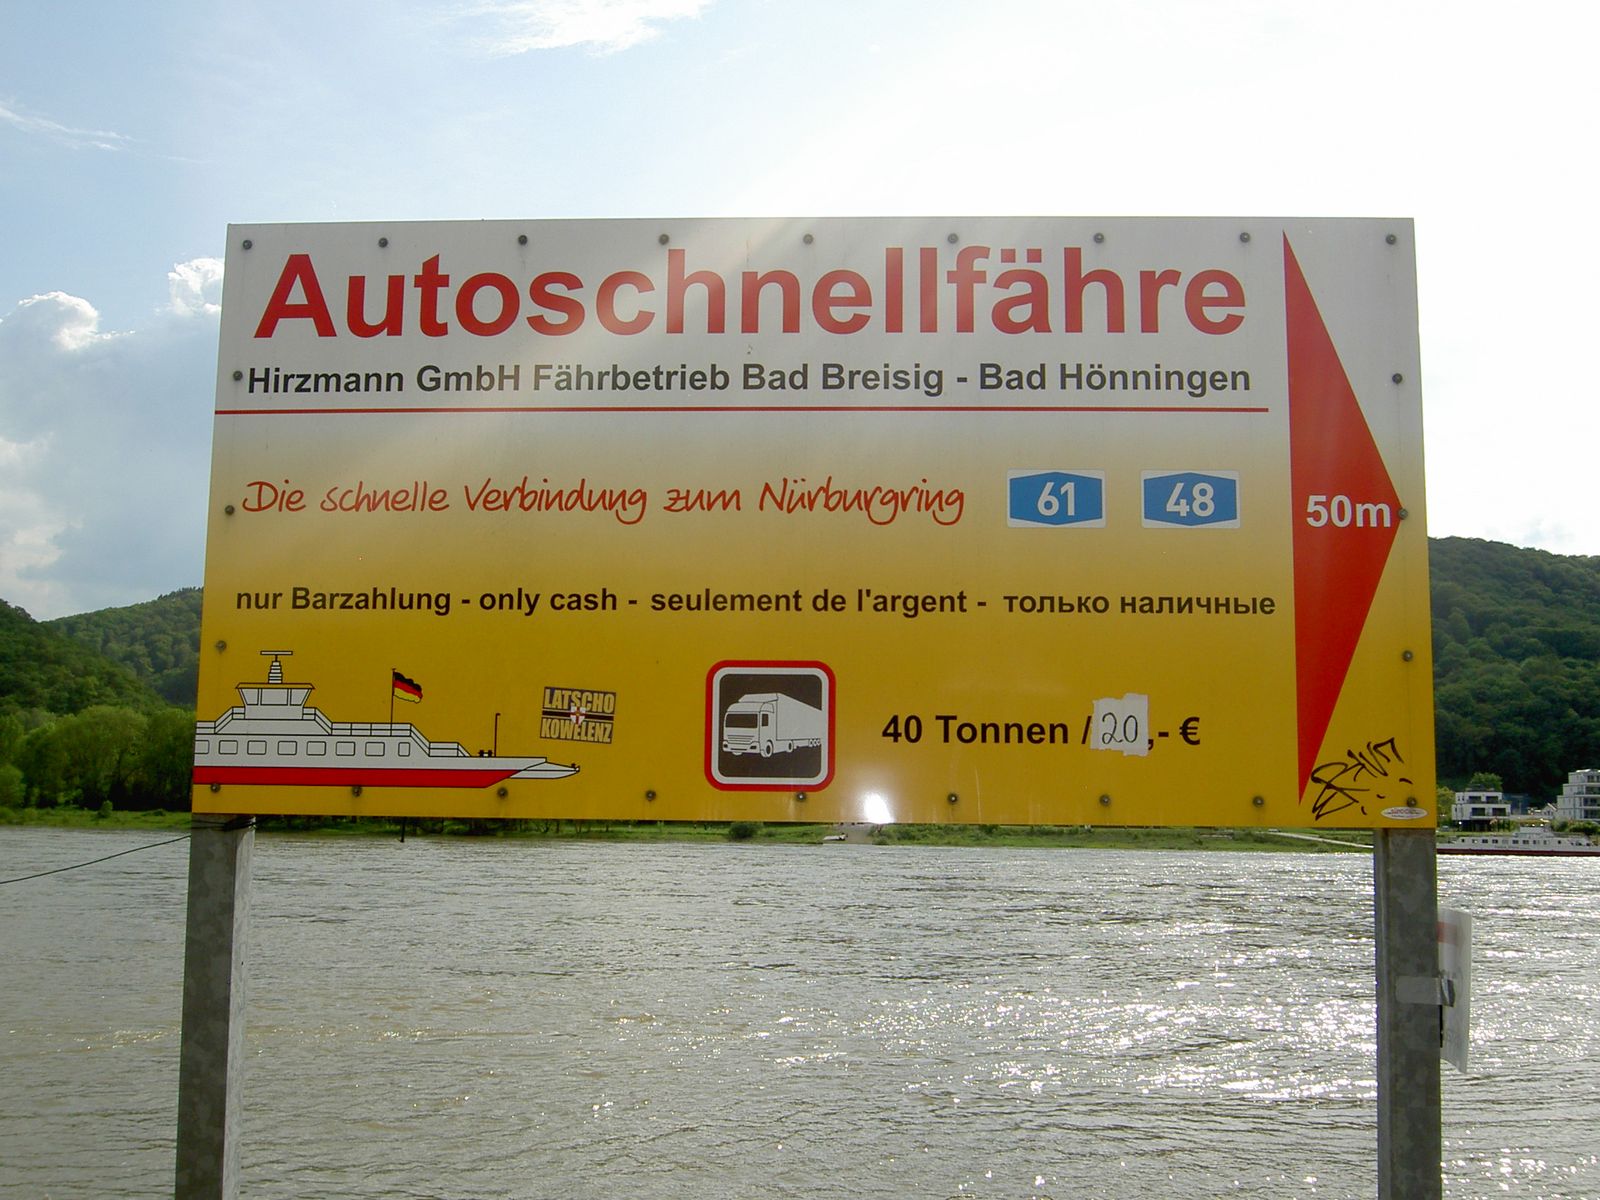 Autoschnellfähre
Hirzmann GmbH Fährbetrieb Bad Breisig - Bad Hönningen
Die schnelle Verbindung zum Nürburgring 61 48
50m
nur Barzahlung - only cash - seulement de l'argent - только наличные
LATSCHO
KOWELENZ
40 Tonnen / 20,- €